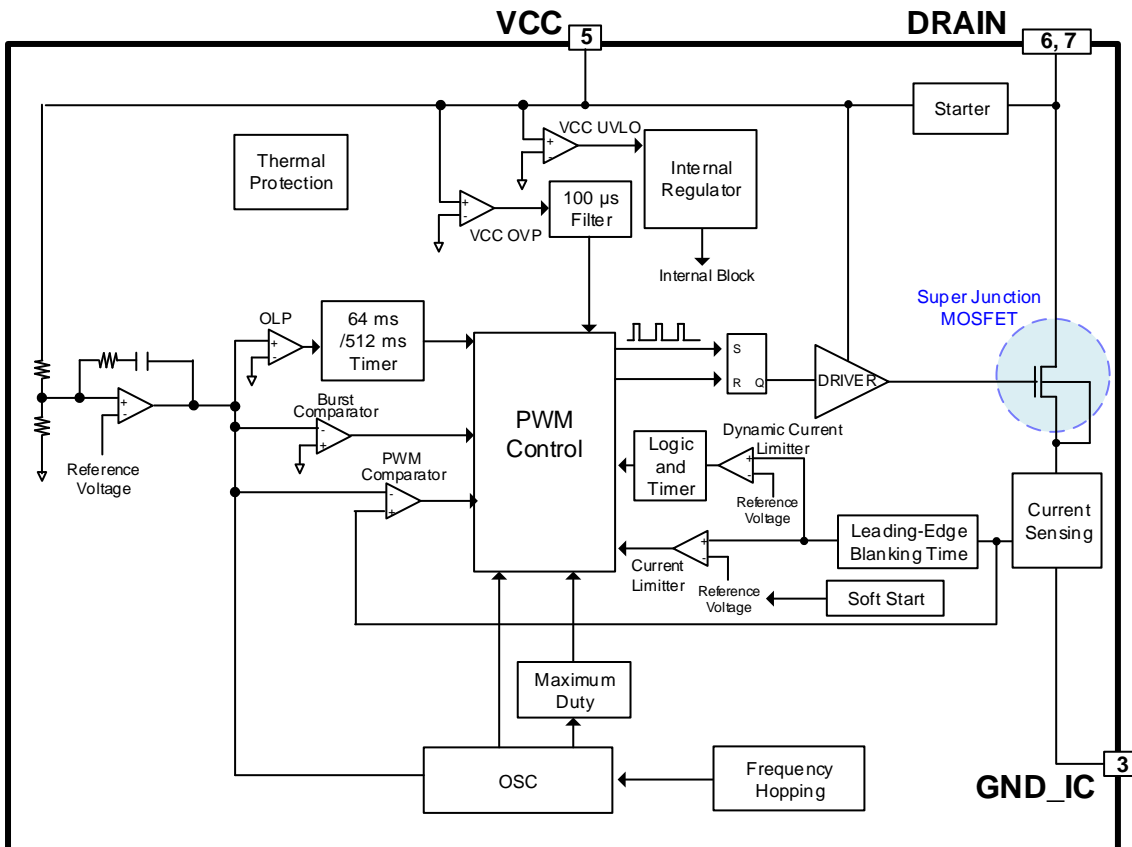 VCC
DRAIN
5
6, 7
Starter
VCC UVLO
+
-
Thermal
Protection
Internal
Regulator
100 µs
Filter
+
-
VCC OVP
Internal Block
Super Junction
MOSFET
OLP
64 ms
/512 ms
Timer
+
-
S
R
Q
DRIVER
PWM
Control
Burst
Comparator
+
-
-
+
Reference
Voltage
PWM
Comparator
-
+
Dynamic Current
Limitter
Logic
and
Timer
+
-
Reference
Voltage
Current
Sensing
Leading-Edge
Blanking Time
+
-
Current
Limitter
Reference
Voltage
Soft Start
Maximum
Duty
OSC
Frequency
Hopping
3
GND_IC